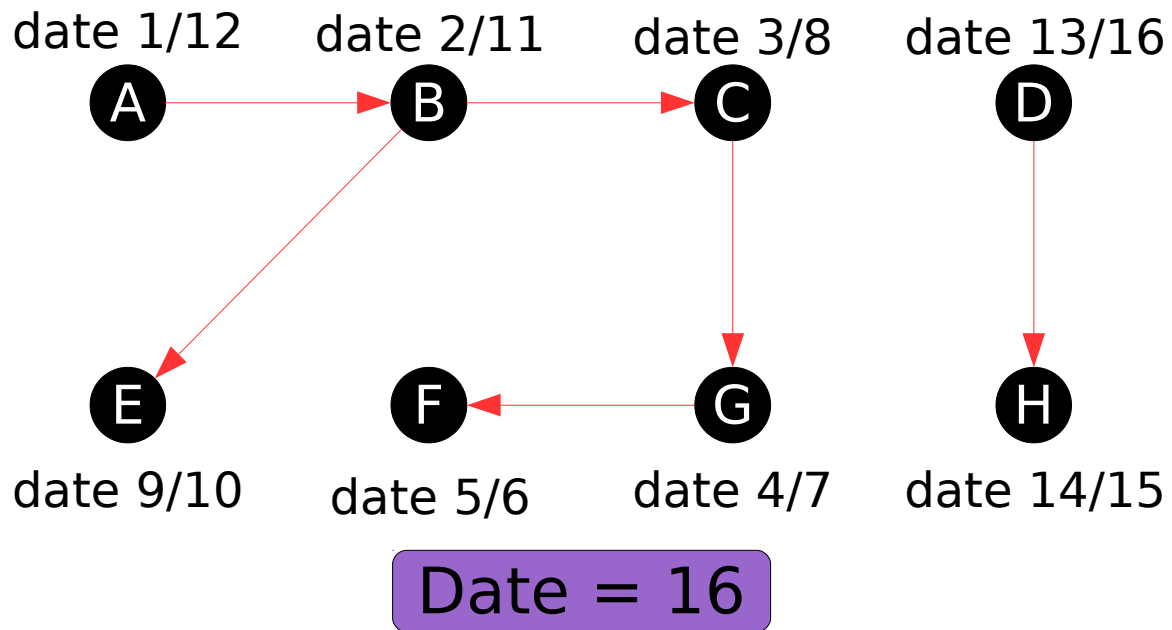 date 1/12 date 2/11 date 3/8 date 13/16
A B C D
E F G H
date 9/10 date 5/6 date 4/7 date 14/15
Date = 16